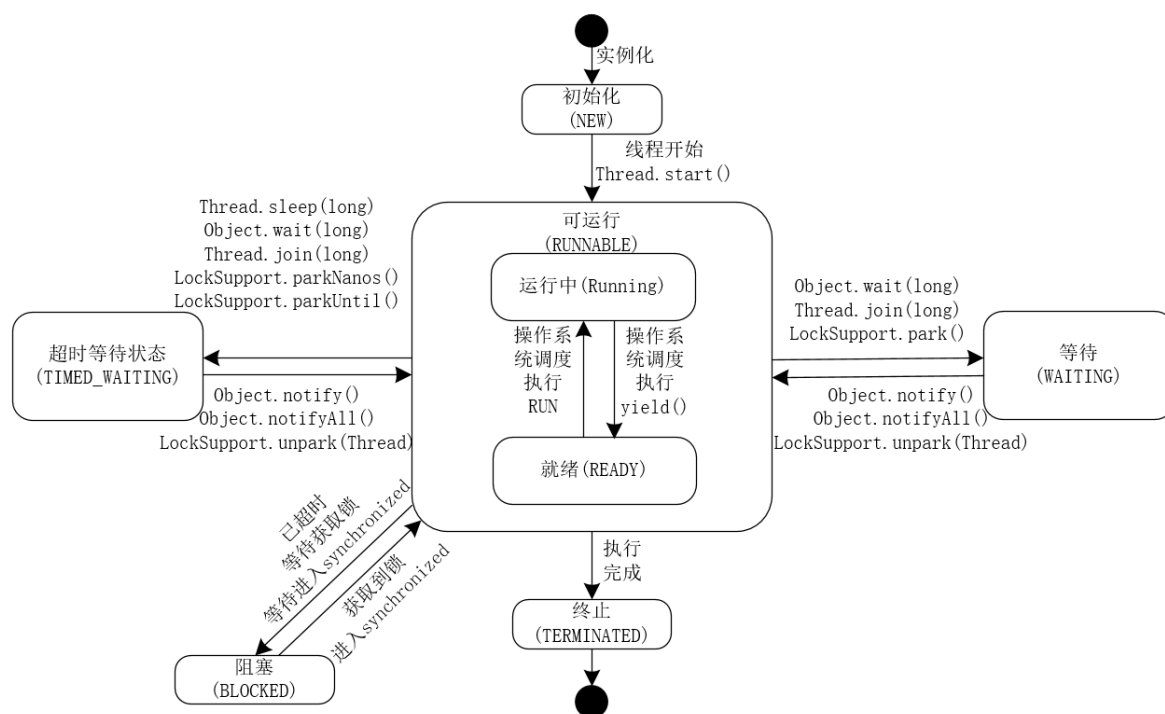 实例化
初始化
(NEW)
线程开始
Thread.start()
Thread.sleep(long)
Object.wait(long)
Thread.join(long)
LockSupport.parkNanos()
LockSupport.parkUntil()
可运行
(RUNNABLE)
运行中(Running)
操作系
统调度
执行
RUN
操作系
统调度
执行
yield()
就绪(READY)
Object.wait(long)
Thread.join(long)
LockSupport.park()
超时等待状态
(TIMED_WAITING)
等待
(WAITING)
Object.notify()
Object.notifyAll()
LockSupport.unpark(Thread)
Object.notify()
Object.notifyAll()
LockSupport.unpark(Thread)
已超时
等待获取锁
等待进入synchronized
获取到锁
进入synchronized
执行
完成
终止
(TERMINATED)
阻塞
(BLOCKED)